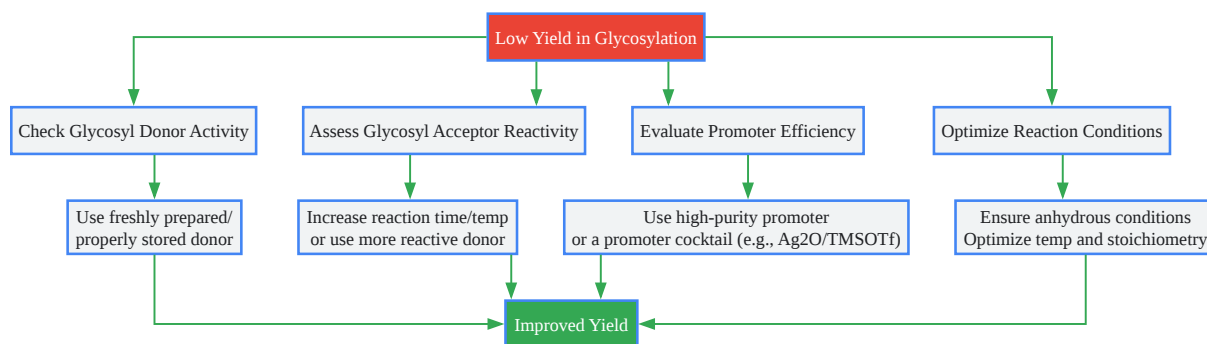 Low Yield in Glycosylation
Check Glycosyl Donor Activity
Assess Glycosyl Acceptor Reactivity
Evaluate Promoter Efficiency
Optimize Reaction Conditions
Use freshly prepared/
properly stored donor
Increase reaction time/temp
or use more reactive donor
Use high-purity promoter
or a promoter cocktail (e.g., Ag2O/TMSOTf)
Ensure anhydrous conditions
Optimize temp and stoichiometry
Improved Yield